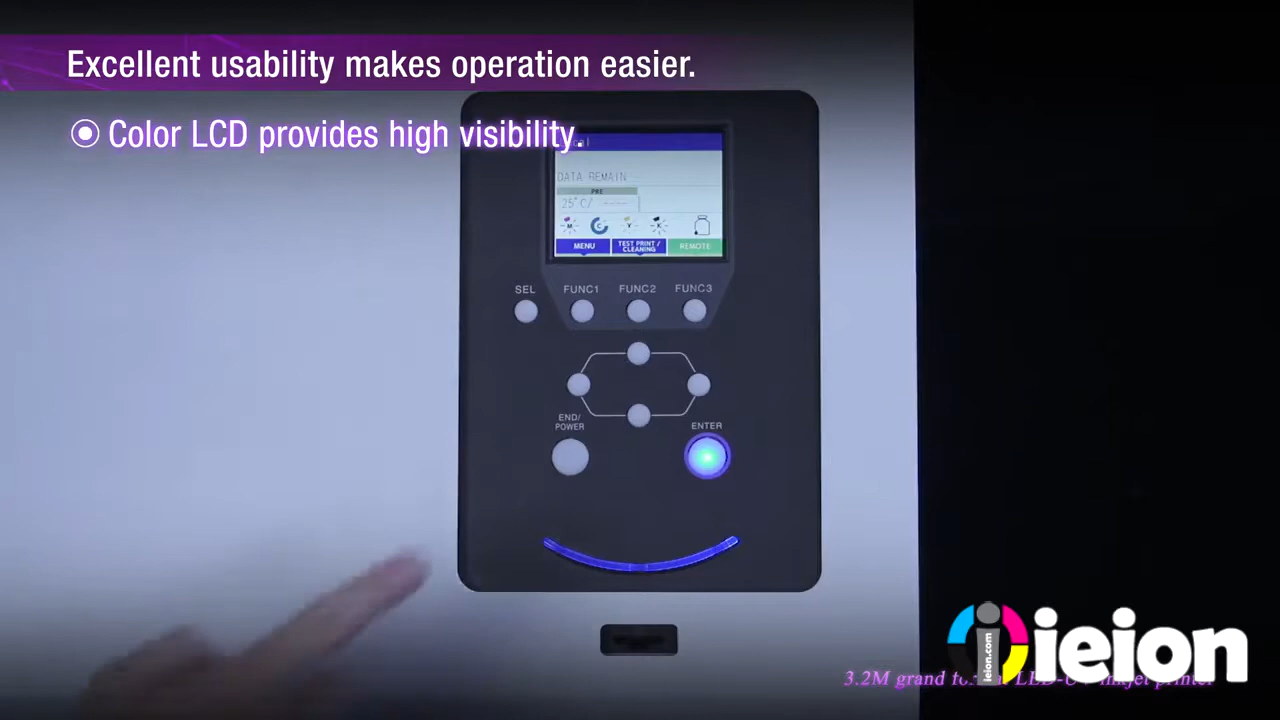 Excellent usability makes operation easier.
Color LCD provides high visibility.
DATA REMAIN
PRE
25°C/ ----
M C Y K
MENU
TEST PRINT / CLEANING
REMOTE
SEL FUNC1 FUNC2 FUNC3
END/
POWER
ENTER
ieion.com
ieion
3.2M grand LED-U inkjet printer